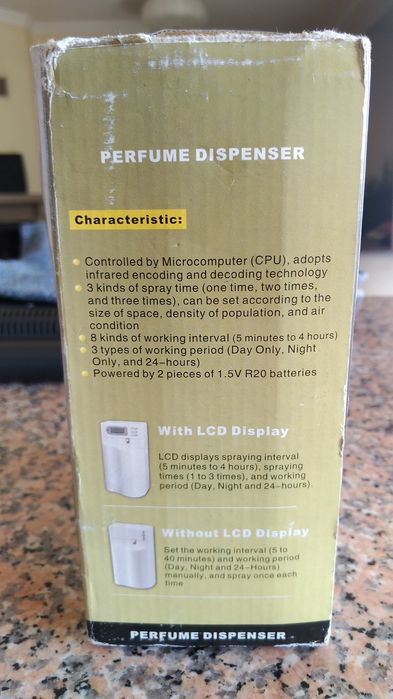 PERFUME DISPENSER
Characteristic:
Controlled by Microcomputer (CPU), adopts
infrared encoding and decoding technology
3 kinds of spray time (one time, two times,
and three times), can be set according to the
size of space, density of population, and air
condition
8 kinds of working interval (5 minutes to 4 hours)
3 types of working period (Day Only, Night
Only, and 24-hours)
Powered by 2 pieces of 1.5V R20 batteries
With LCD Display
LCD displays spraying interval
(5 minutes to 4 hours), spraying
times (1 to 3 times), and working
period (Day, Night and 24-hours).
Without LCD Display
Set the working interval (5 to
40 minutes) and working period
(Day, Night and 24-Hours)
manually, and spray once each
time
PERFUME DISPENSER